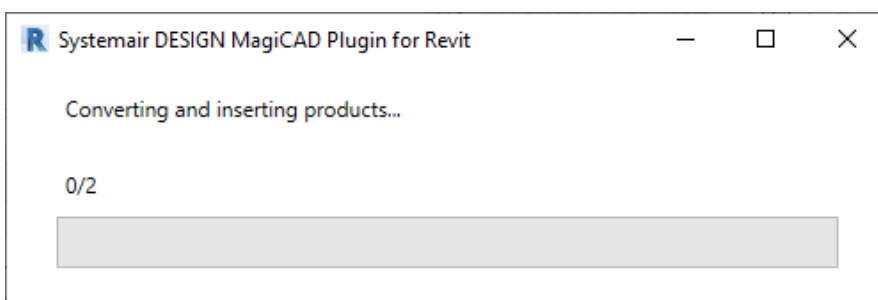 Systemair DESIGN MagiCAD Plugin for Revit
Converting and inserting products...
0/2